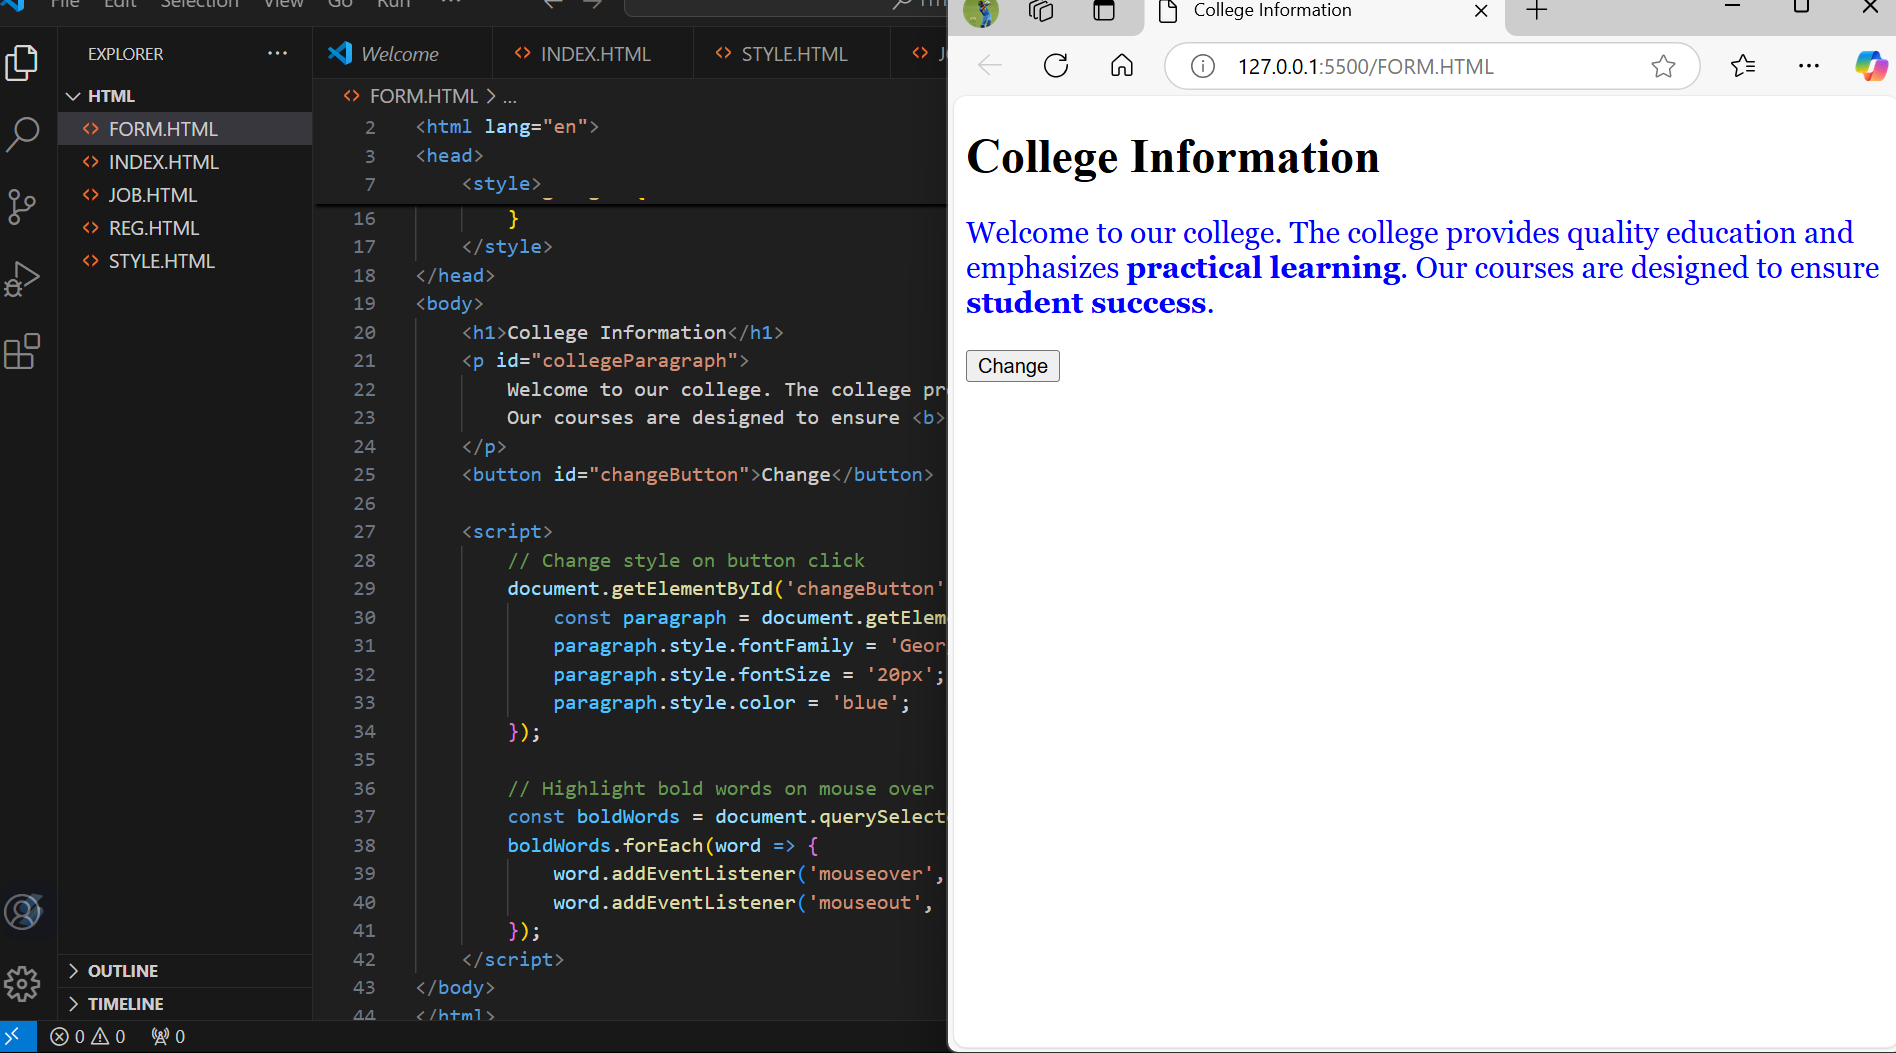 File Edit Selection View Go Run ...
EXPLORER ...
HTML
FORM.HTML
INDEX.HTML
JOB.HTML
REG.HTML
STYLE.HTML
OUTLINE
TIMELINE
0 0 0
Welcome INDEX.HTML STYLE.HTML
FORM.HTML > ...
2 <html lang="en">
3 <head>
7 <style>
16 }
17 </style>
18 </head>
19 <body>
20 <h1>College Information</h1>
21 <p id="collegeParagraph">
22 Welcome to our college. The college pr
23 Our courses are designed to ensure <b>
24 </p>
25 <button id="changeButton">Change</button>
26
27 <script>
28 // Change style on button click
29 document.getElementById('changeButton'
30 const paragraph = document.getElem
31 paragraph.style.fontFamily = 'Geor
32 paragraph.style.fontSize = '20px';
33 paragraph.style.color = 'blue';
34 });
35
36 // Highlight bold words on mouse over
37 const boldWords = document.querySelect
38 boldWords.forEach(word => {
39 word.addEventListener('mouseover',
40 word.addEventListener('mouseout',
41 });
42 </script>
43 </body>
44 </html>
College Information
127.0.0.1:5500/FORM.HTML
College Information
Welcome to our college. The college provides quality education and
emphasizes practical learning. Our courses are designed to ensure
student success.
Change